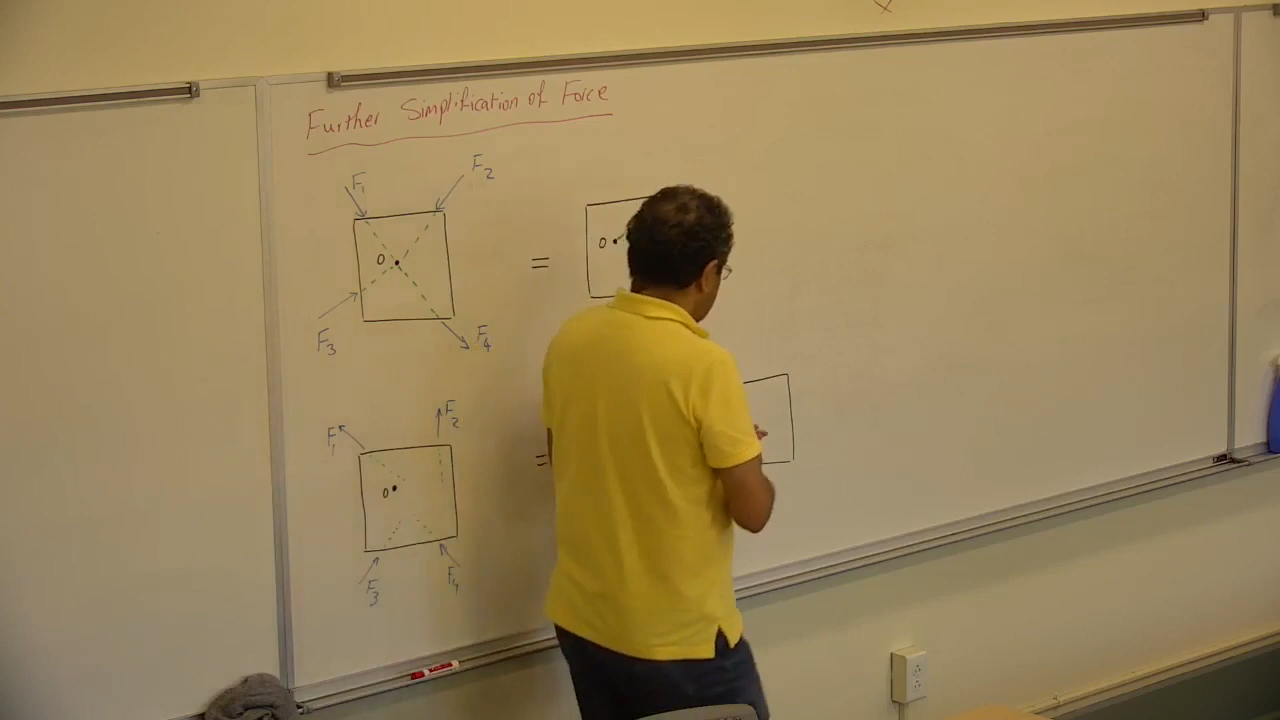 Further Simplification of Force
F1
F2
O
=
O
F3
F4
F1
F2
O
=
F3
F4